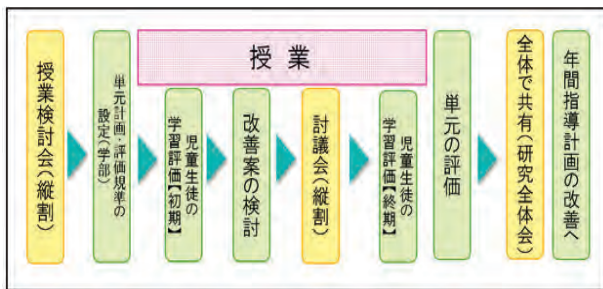 授業検討会(縦割)
単元計画・評価規準の
設定(学部)
授業
児童生徒の
学習評価【初期】
改善案の検討
討議会(縦割)
児童生徒の
学習評価【終期】
単元の評価
全体で共有(研究全体会)
年間指導計画の改善へ